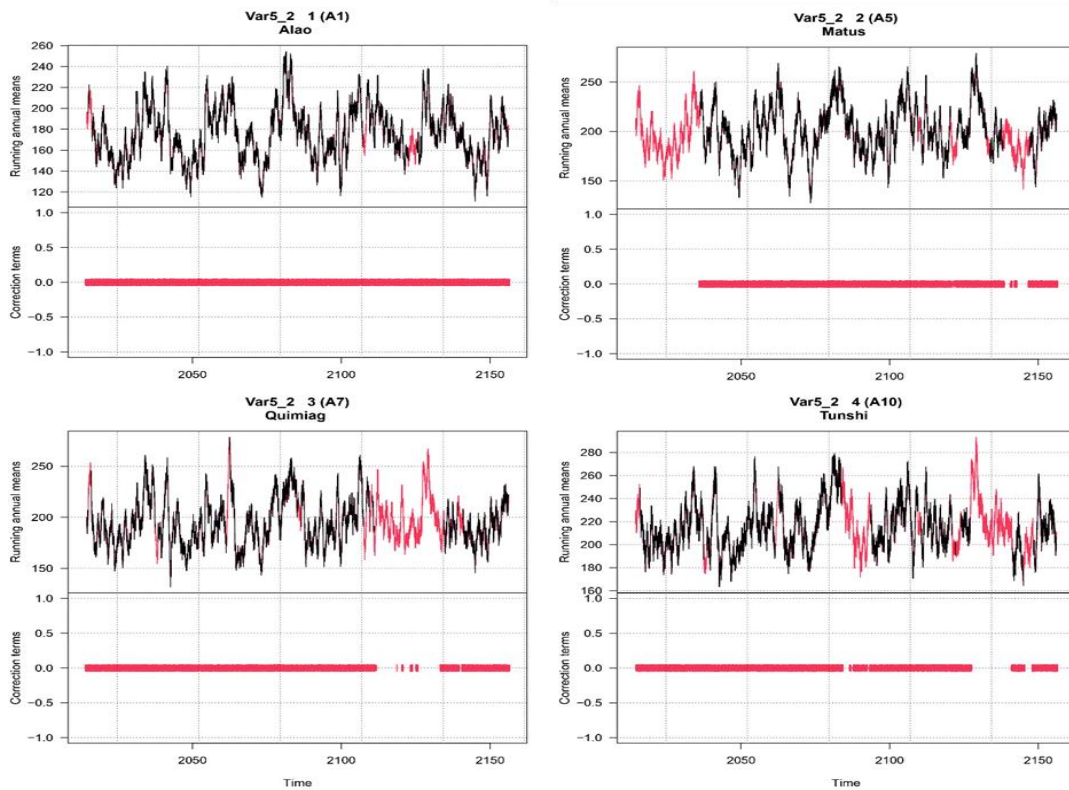 Var5_2 1 (A1)
Alao
Running annual means
260
240
220
200
180
160
140
120
Correction terms
1.0
0.5
0.0
−0.5
−1.0
2050
2100
2150
Var5_2 2 (A5)
Matus
Running annual means
250
200
150
Correction terms
1.0
0.5
0.0
−0.5
−1.0
2050
2100
2150
Var5_2 3 (A7)
Quimiag
Running annual means
250
200
150
Correction terms
1.0
0.5
0.0
−0.5
−1.0
2050
2100
2150
Time
Var5_2 4 (A10)
Tunshi
Running annual means
280
260
240
220
200
180
160
Correction terms
1.0
0.5
0.0
−0.5
−1.0
2050
2100
2150
Time